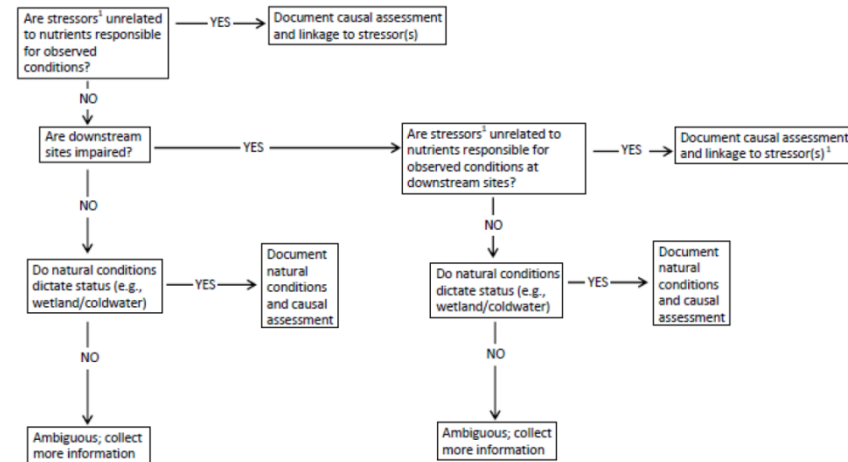 Are stressors¹ unrelated
to nutrients responsible
for observed
conditions?
YES
Document causal assessment
and linkage to stressor(s)
NO
Are downstream
sites impaired?
YES
Are stressors¹ unrelated to
nutrients responsible for
observed conditions at
downstream sites?
YES
Document causal assessment
and linkage to stressor(s)¹
NO
NO
Do natural conditions
dictate status (e.g.,
wetland/coldwater)
YES
Document
natural
conditions
and causal
assessment
Do natural conditions
dictate status (e.g.,
wetland/coldwater)
YES
Document
natural
conditions
and causal
assessment
NO
NO
Ambiguous; collect
more information
Ambiguous; collect
more information